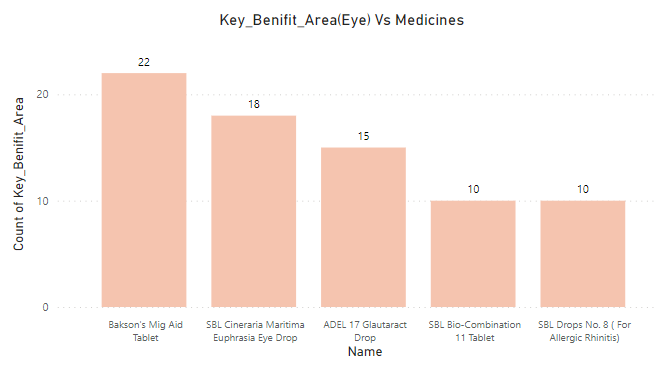 Key_Benifit_Area(Eye) Vs Medicines
Count of Key_Benifit_Area
20
10
0
22
18
15
10
10
Bakson's Mig Aid
Tablet
SBL Cineraria Maritima
Euphrasia Eye Drop
ADEL 17 Glautaract
Drop
SBL Bio-Combination
11 Tablet
SBL Drops No. 8 ( For
Allergic Rhinitis)
Name